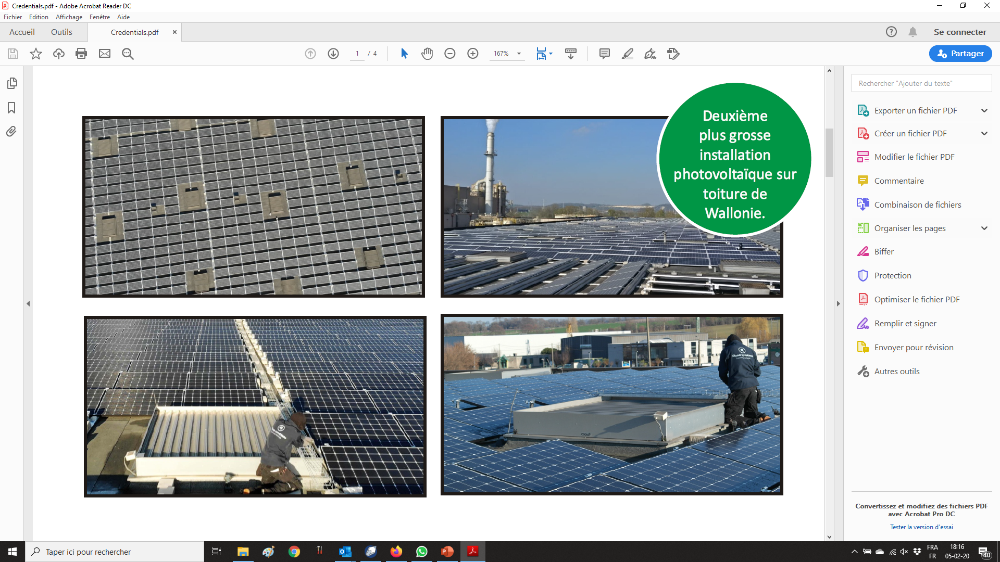 Credentials.pdf - Adobe Acrobat Reader DC
Fichier Edition Affichage Fenêtre Aide
Accueil Outils Credentials.pdf
Se connecter
1 / 4
167%
Partager
Deuxième
plus grosse
installation
photovoltaïque sur
toiture de
Wallonie.
Rechercher "Ajouter du texte"
Exporter un fichier PDF
Créer un fichier PDF
Modifier le fichier PDF
Commentaire
Combinaison de fichiers
Organiser les pages
Biffer
Protection
Optimiser le fichier PDF
Remplir et signer
Envoyer pour révision
Autres outils
Convertissez et modifiez des fichiers PDF
avec Acrobat Pro DC
Tester la version d'essai
Taper ici pour rechercher
FRA
FR
18:16
05-02-20
40